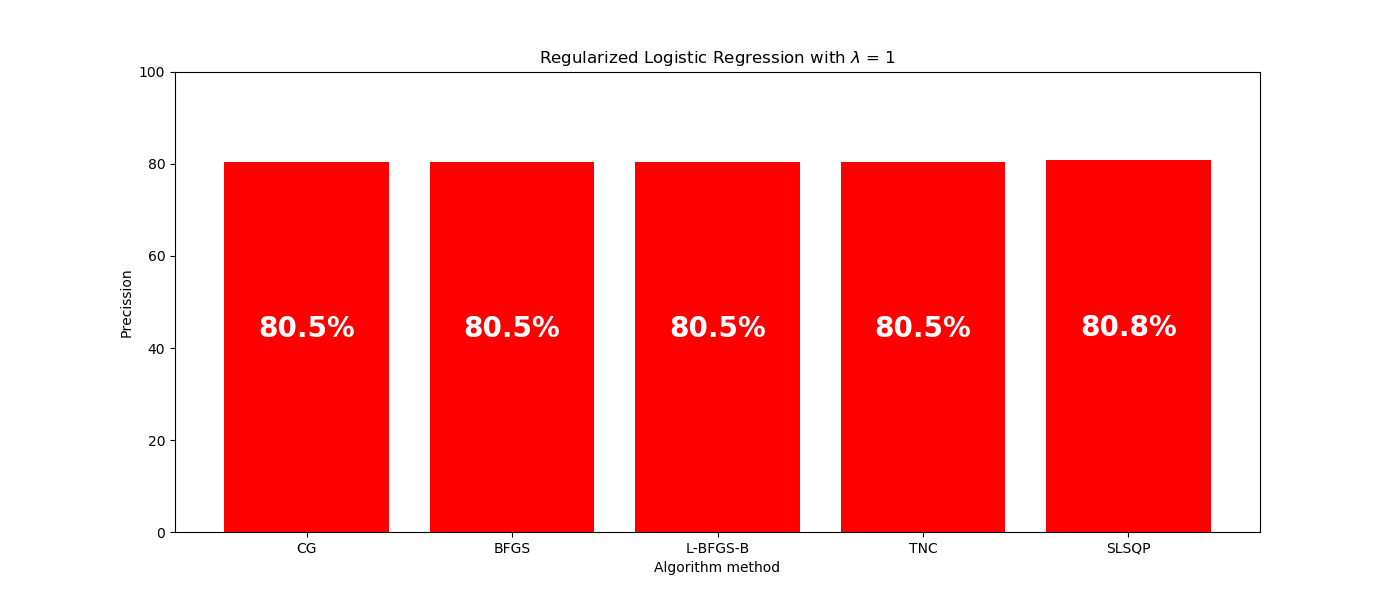 Regularized Logistic Regression with λ = 1
100
80
60
40
20
0
Precission
80.5%
80.5%
80.5%
80.5%
80.8%
CG
BFGS
L-BFGS-B
TNC
SLSQP
Algorithm method